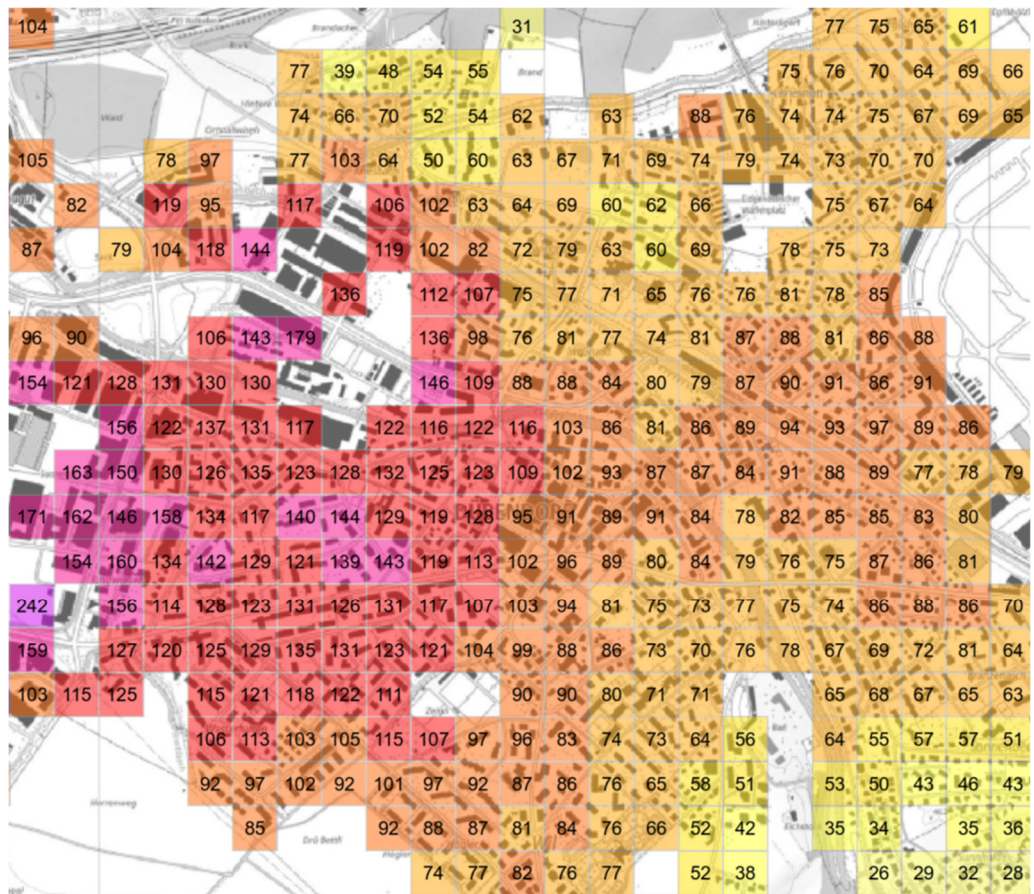 104 31 77 75 65 61
Brandacher
77 39 48 54 55 75 76 70 64 69 66
Brand
74 66 70 52 54 62 63 88 76 74 74 75 67 69 65
Wald
105 78 97 77 103 64 50 60 63 67 71 69 74 79 74 73 70 70
82 119 95 117 106 102 63 64 69 60 62 66 75 67 64
Eidgenössischer
Waffenplatz
87 79 104 118 144 119 102 82 72 79 63 60 69 78 75 73
136 112 107 75 77 71 65 76 76 81 78 85
96 90 106 143 179 136 98 76 81 77 74 81 87 88 81 86 88
154 121 128 131 130 130 146 109 88 88 84 80 79 87 90 91 86 91
156 122 137 131 117 122 116 122 116 103 86 81 86 89 94 93 97 89 86
163 150 130 126 135 123 128 132 125 123 109 102 93 87 87 84 91 88 89 77 78 79
171 162 146 158 134 117 140 144 129 119 128 95 91 89 91 84 78 82 85 85 83 80
154 160 134 142 129 121 139 143 119 113 102 96 89 80 84 79 76 75 87 86 81
242 156 114 128 123 131 126 131 117 107 103 94 81 75 73 77 75 74 86 88 86 70
159 127 120 125 129 135 131 123 121 104 99 88 86 73 70 76 78 67 69 72 81 64
103 115 125 115 121 118 122 111 90 90 80 71 71 65 68 67 65 63
Zelgli
106 113 103 105 115 107 97 96 83 74 73 64 56 64 55 57 57 51
Bad
92 97 102 92 101 97 92 87 86 76 65 58 51 53 50 43 46 43
Herrenweg
85 92 88 87 81 84 76 66 52 42 35 34 35 36
Drü Bettli
74 77 82 76 77 52 38 26 29 32 28